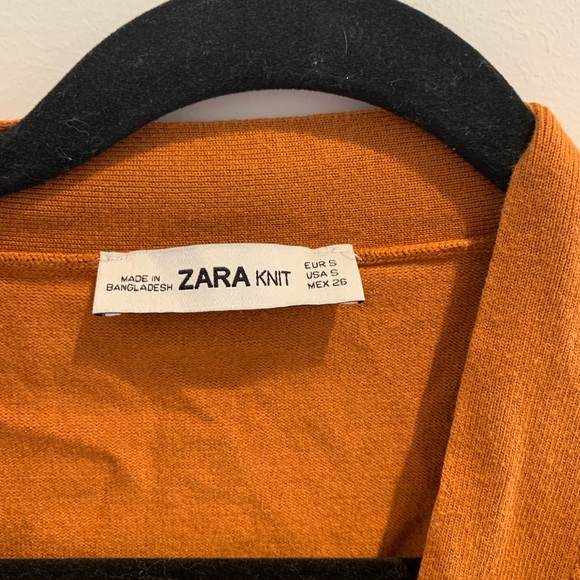 MADE IN
BANGLADESH
ZARA KNIT
EUR S
USA S
MEX 26